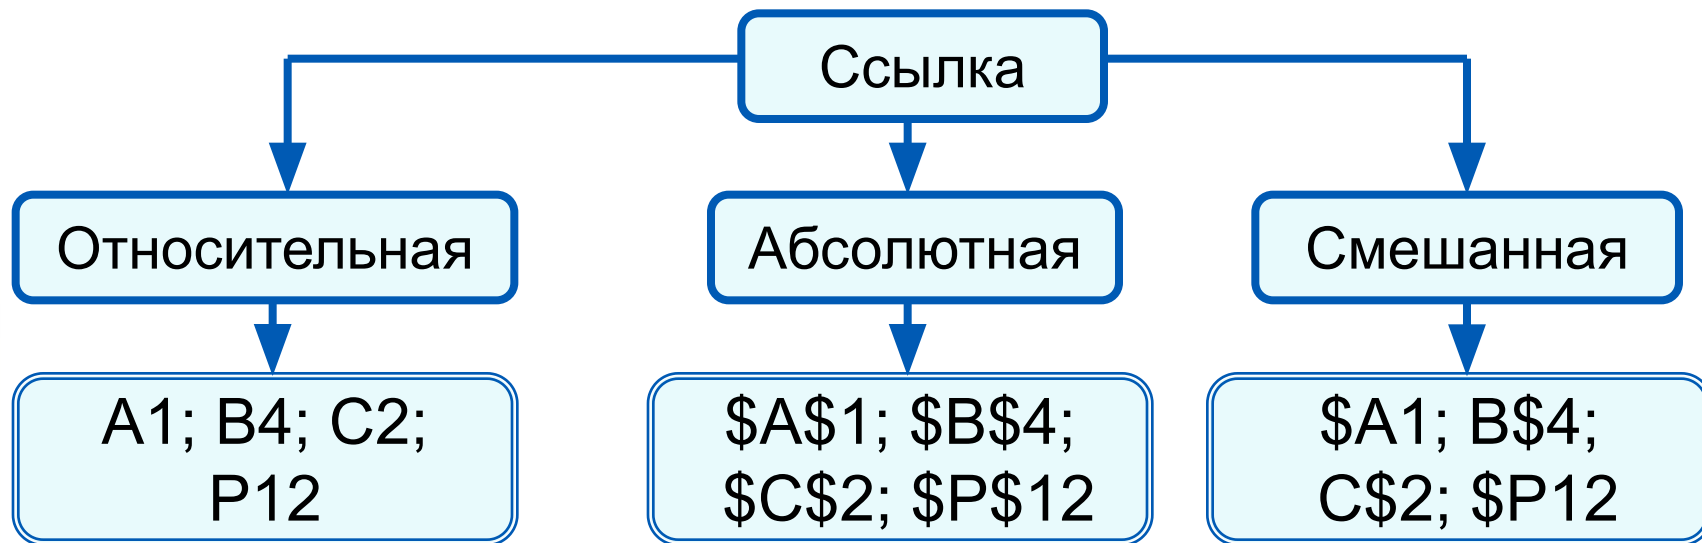 Ссылка
Относительная
Абсолютная
Смешанная
A1; B4; C2;
P12
$A$1; $B$4;
$C$2; $P$12
$A1; B$4;
C$2; $P12